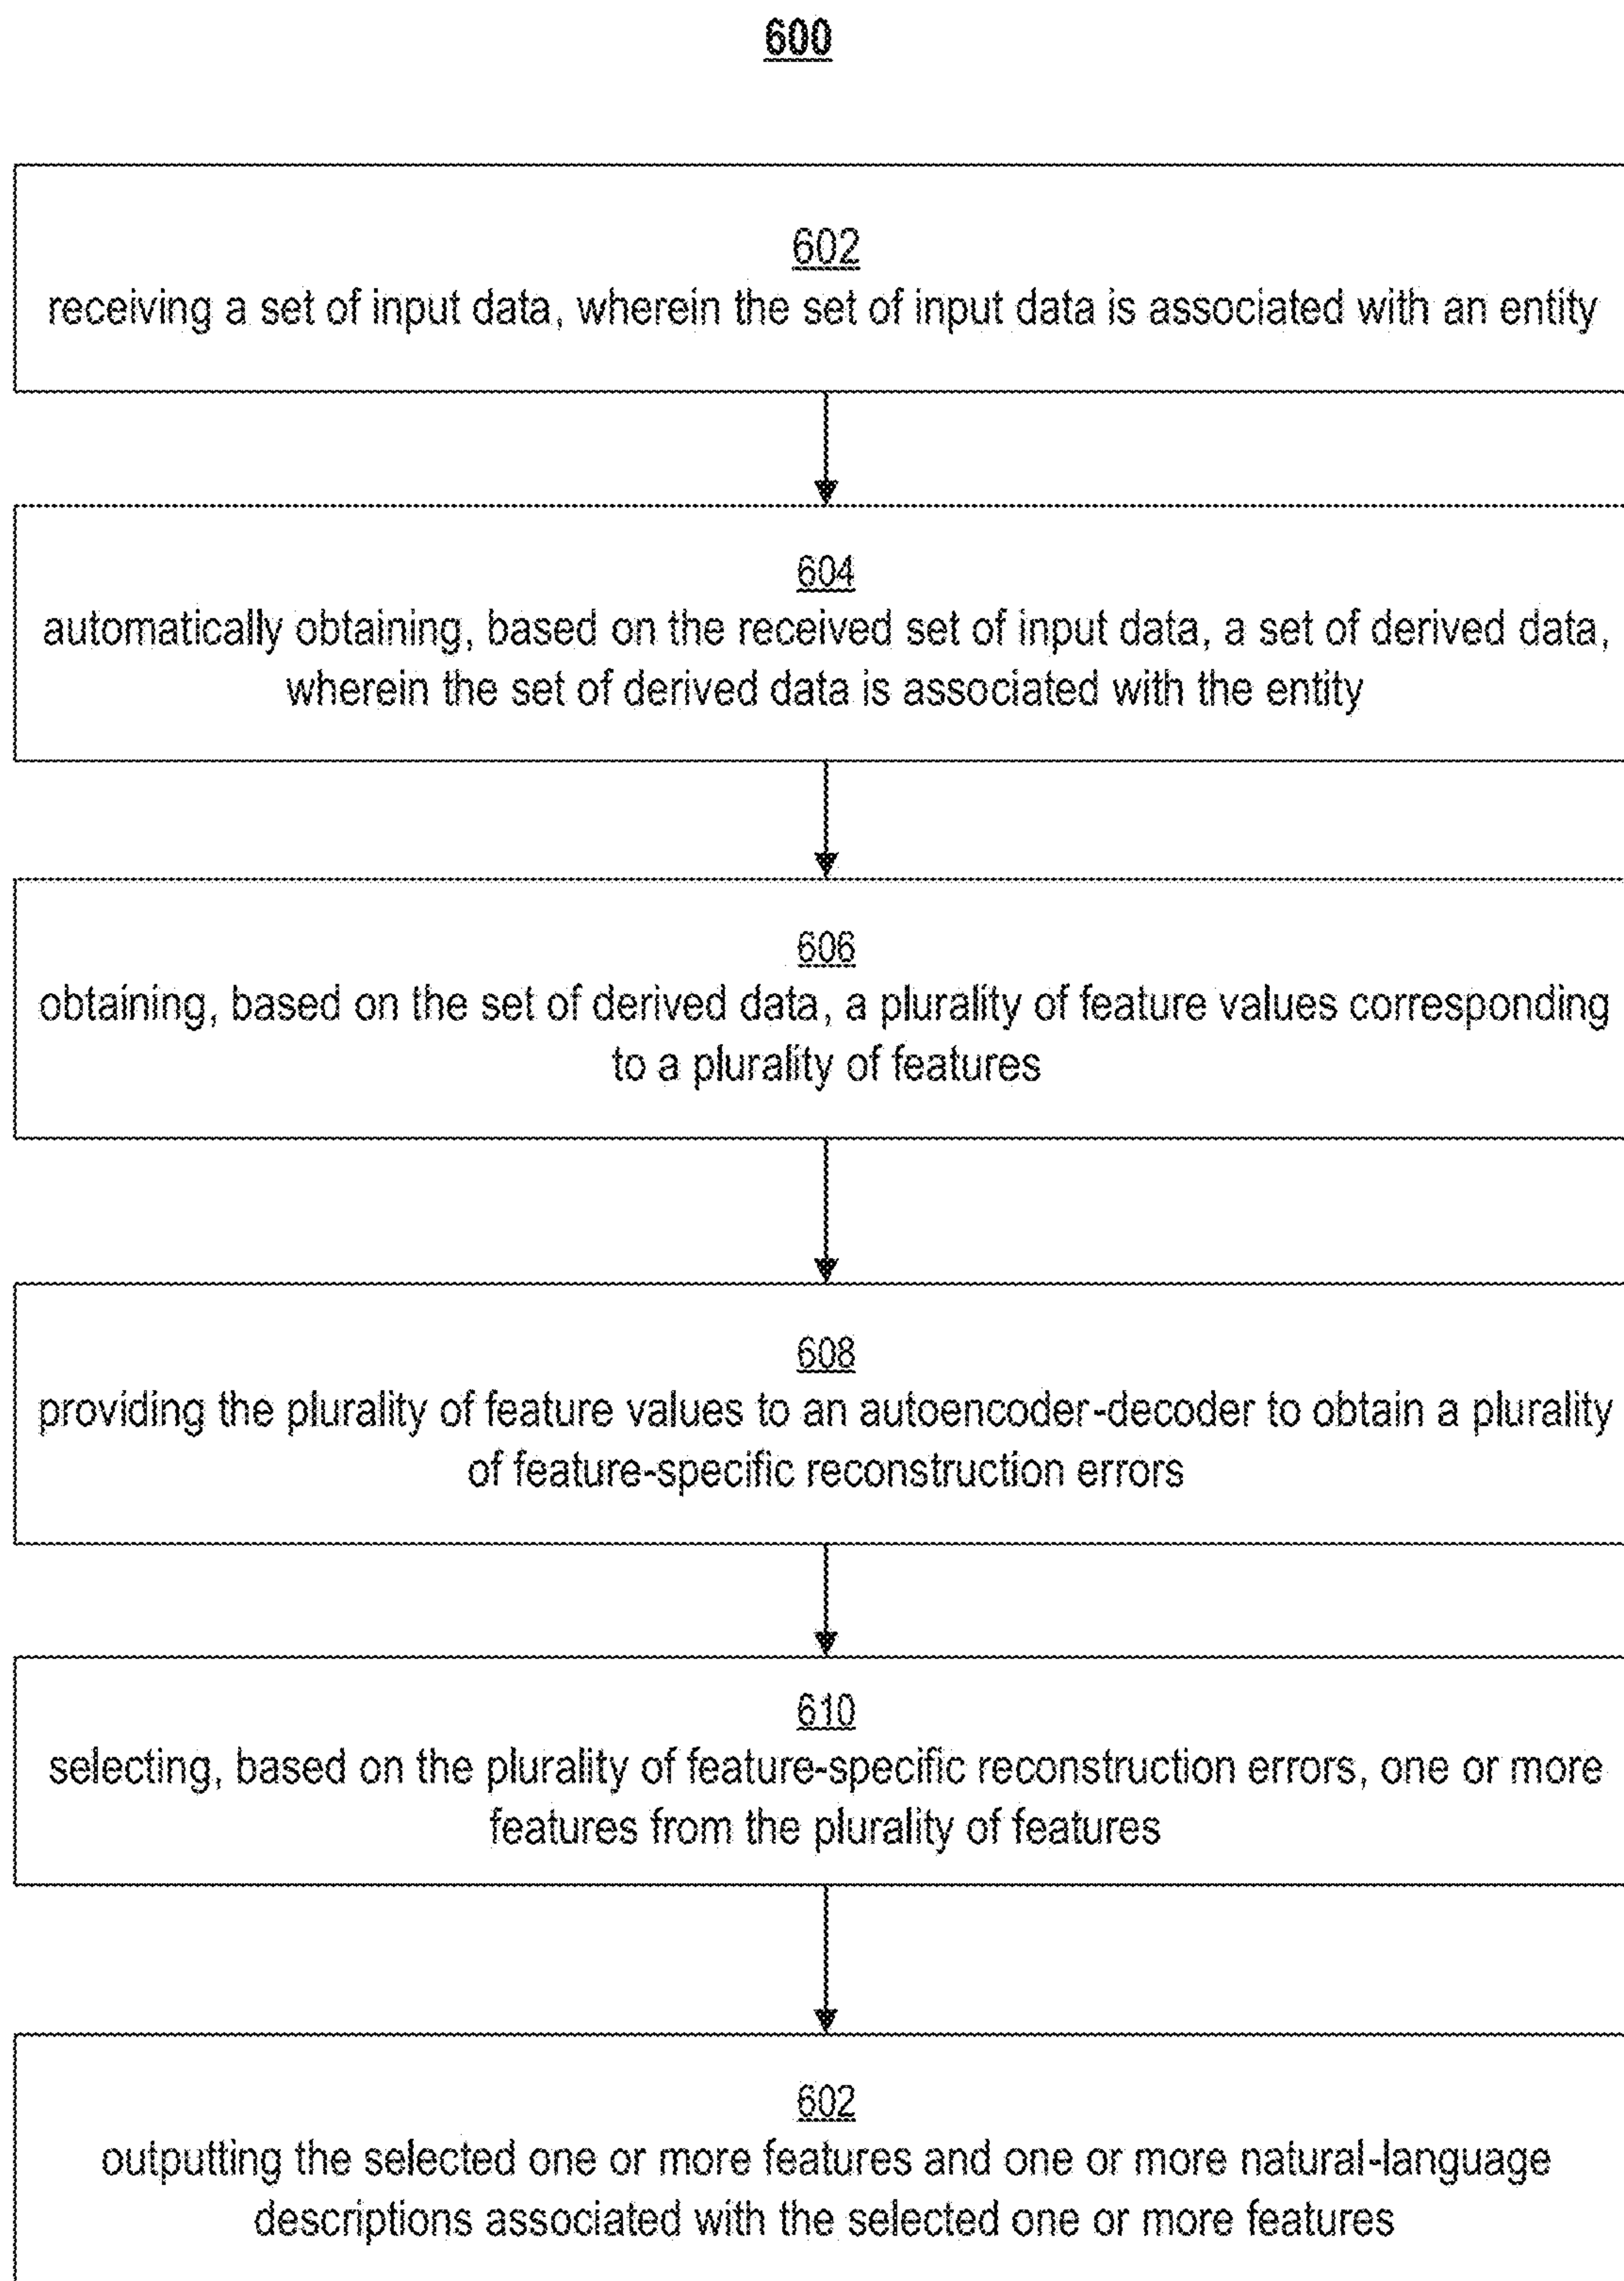 600
602
receiving a set of input data, wherein the set of input data is associated with an entity
604
automatically obtaining, based on the received set of input data, a set of derived data,
wherein the set of derived data is associated with the entity
606
obtaining, based on the set of derived data, a plurality of feature values corresponding
to a plurality of features
608
providing the plurality of feature values to an autoencoder-decoder to obtain a plurality
of feature-specific reconstruction errors
610
selecting, based on the plurality of feature-specific reconstruction errors, one or more
features from the plurality of features
602
outputting the selected one or more features and one or more natural-language
descriptions associated with the selected one or more features